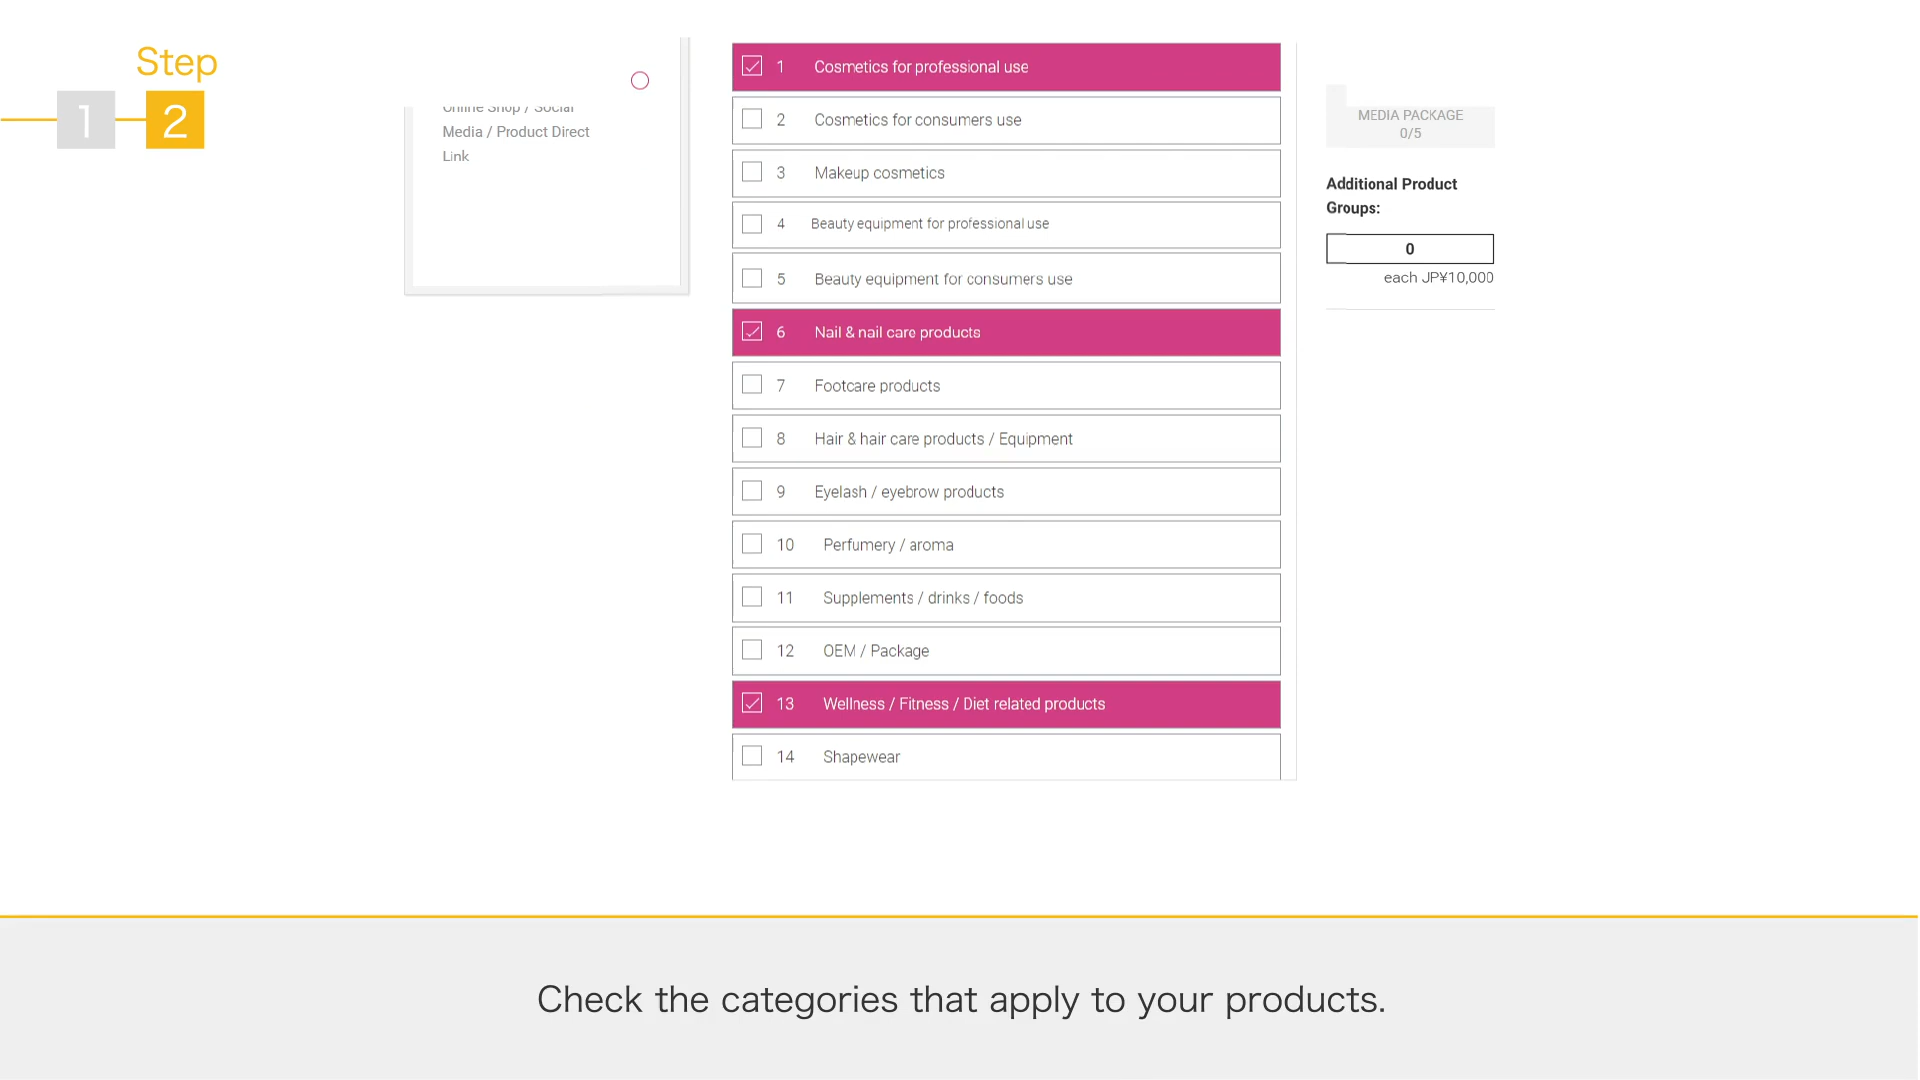 Step
1
2
Online Shop / Social
Media / Product Direct
Link
1 Cosmetics for professional use
2 Cosmetics for consumers use
3 Makeup cosmetics
4 Beauty equipment for professional use
5 Beauty equipment for consumers use
6 Nail & nail care products
7 Footcare products
8 Hair & hair care products / Equipment
9 Eyelash / eyebrow products
10 Perfumery / aroma
11 Supplements / drinks / foods
12 OEM / Package
13 Wellness / Fitness / Diet related products
14 Shapewear
MEDIA PACKAGE
0/5
Additional Product
Groups:
0
each JP¥10,000
Check the categories that apply to your products.